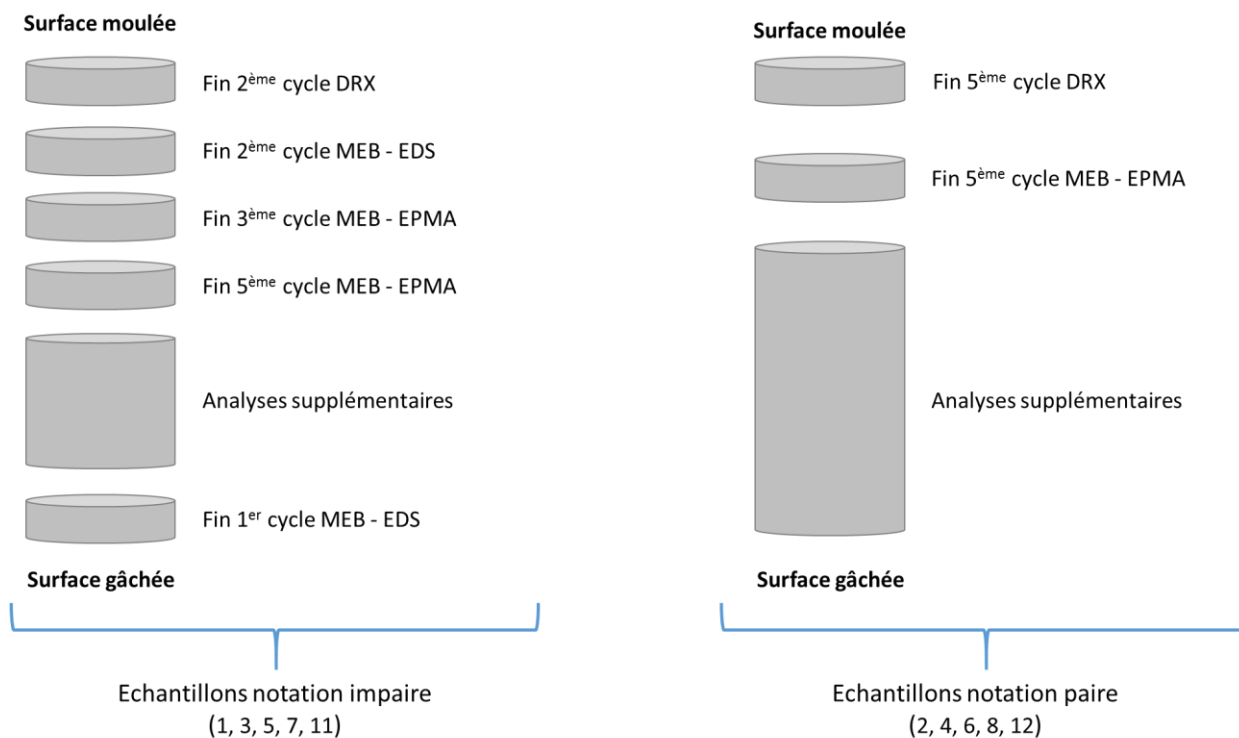 Surface moulée
Fin 2ème cycle DRX
Fin 2ème cycle MEB - EDS
Fin 3ème cycle MEB - EPMA
Fin 5ème cycle MEB - EPMA
Analyses supplémentaires
Fin 1er cycle MEB - EDS
Surface gâchée
Echantillons notation impaire
(1, 3, 5, 7, 11)
Surface moulée
Fin 5ème cycle DRX
Fin 5ème cycle MEB - EPMA
Analyses supplémentaires
Surface gâchée
Echantillons notation paire
(2, 4, 6, 8, 12)